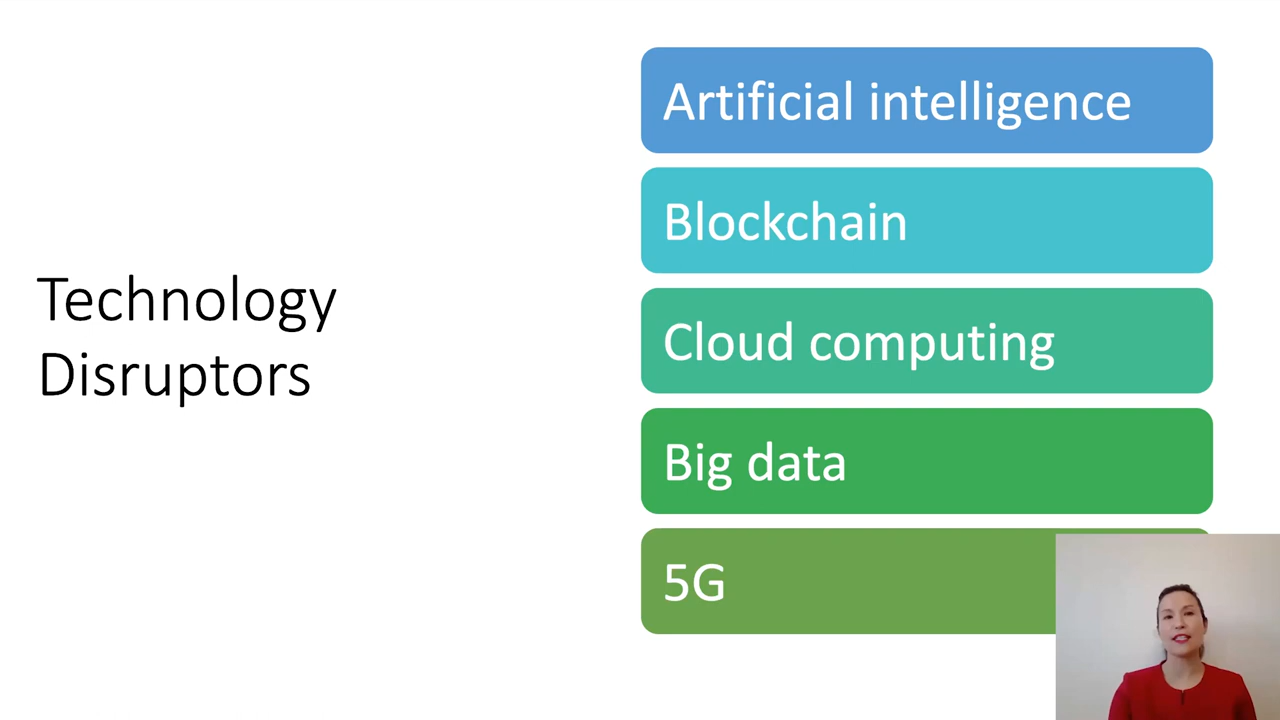 Technology
Disruptors
Artificial intelligence
Blockchain
Cloud computing
Big data
5G